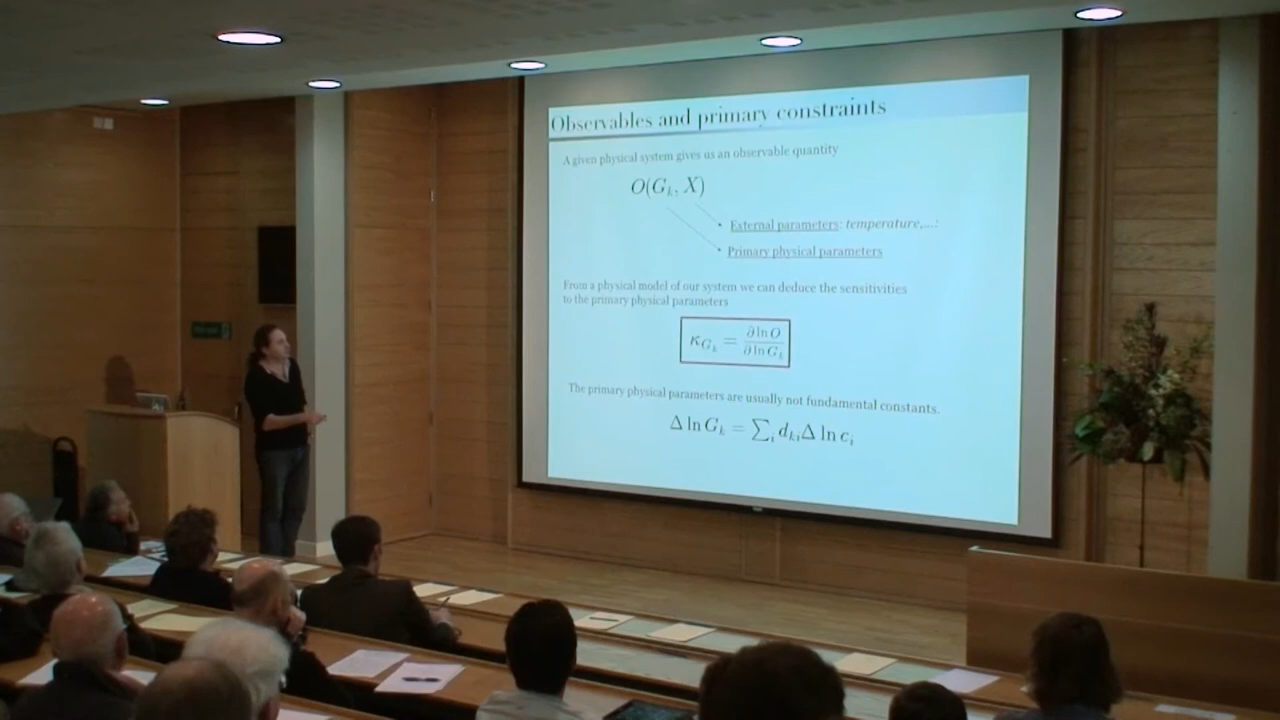 Observables and primary constraints
A given physical system gives us an observable quantity
O(G_k, X)
• External parameters: temperature,...:
• Primary physical parameters
From a physical model of our system we can deduce the sensitivities
to the primary physical parameters
κ_{G_k} = ∂ ln O / ∂ ln G_k
The primary physical parameters are usually not fundamental constants.
Δ ln G_k = ∑_i d_{ki} Δ ln c_i